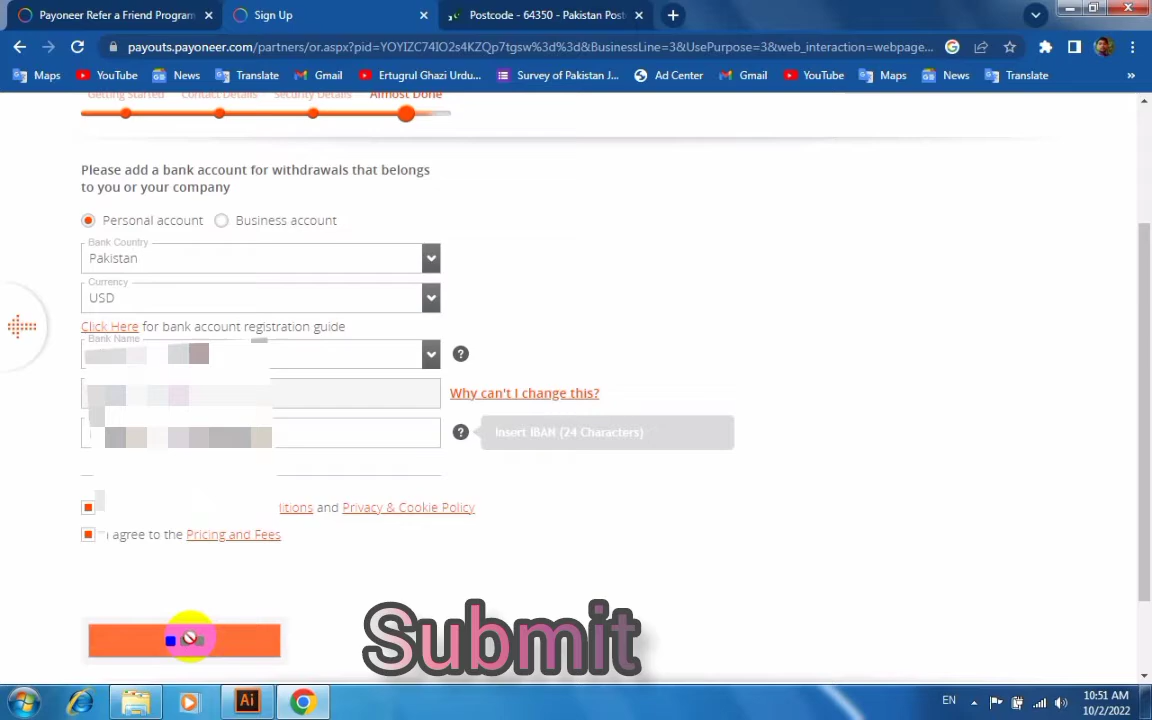 Payoneer Refer a Friend Program
Sign Up
Postcode - 64350 - Pakistan Post
payouts.payoneer.com/partners/or.aspx?pid=YOYIZC74IO2s4KZQp7tgsw%3d%3d&BusinessLine=3&UsePurpose=3&web_interaction=webpage...
Maps YouTube News Translate Gmail Ertugrul Ghazi Urdu... Survey of Pakistan J... Ad Center Gmail YouTube Maps News Translate »
Getting Started Contact Details Security Details Almost Done
Please add a bank account for withdrawals that belongs
to you or your company
Personal account Business account
Bank Country
Pakistan
Currency
USD
Click Here for bank account registration guide
Bank Name
?
Why can't I change this?
? Insert IBAN (24 Characters)
and Privacy & Cookie Policy
I agree to the Pricing and Fees
Submit
Ai
EN
10:51 AM
10/2/2022